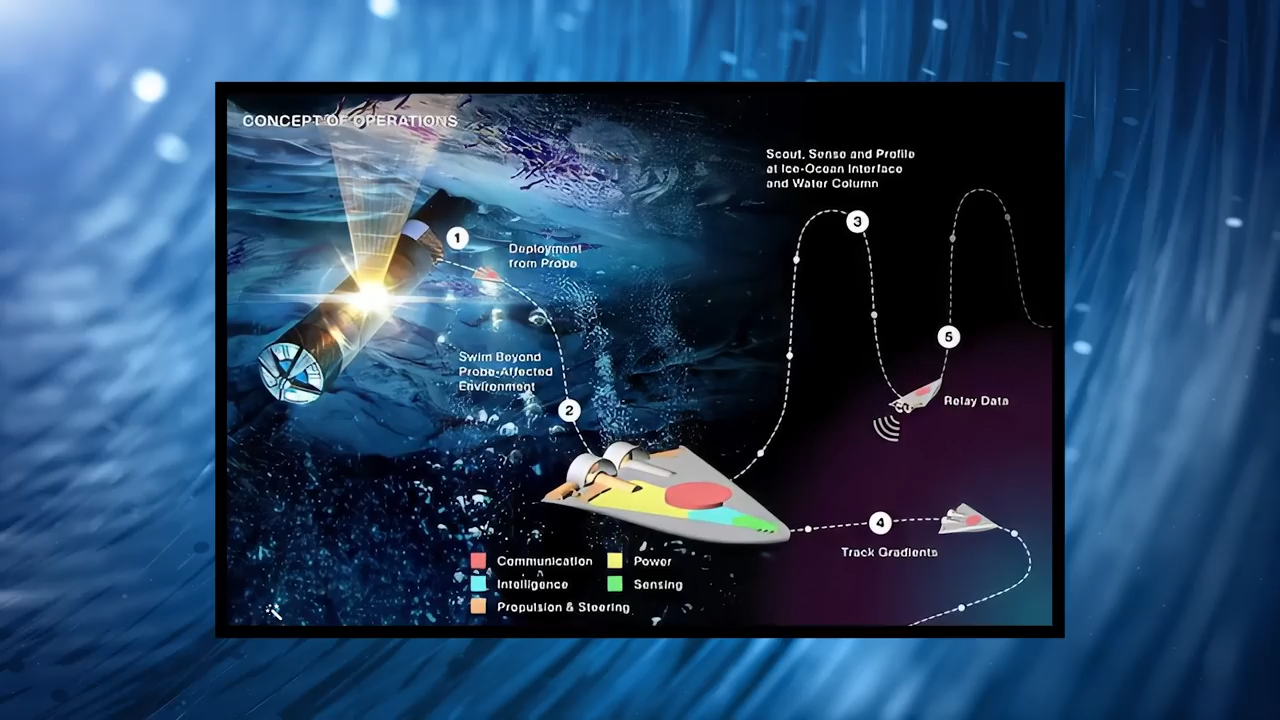 CONCEPT OF OPERATIONS
Scout, Sense and Profile
at Ice-Ocean Interface
and Water Column
1
Deployment
from Probe
3
5
Swim Beyond
Probe-Affected
Environment
2
Relay Data
4
Track Gradients
Communication
Power
Intelligence
Sensing
Propulsion & Steering